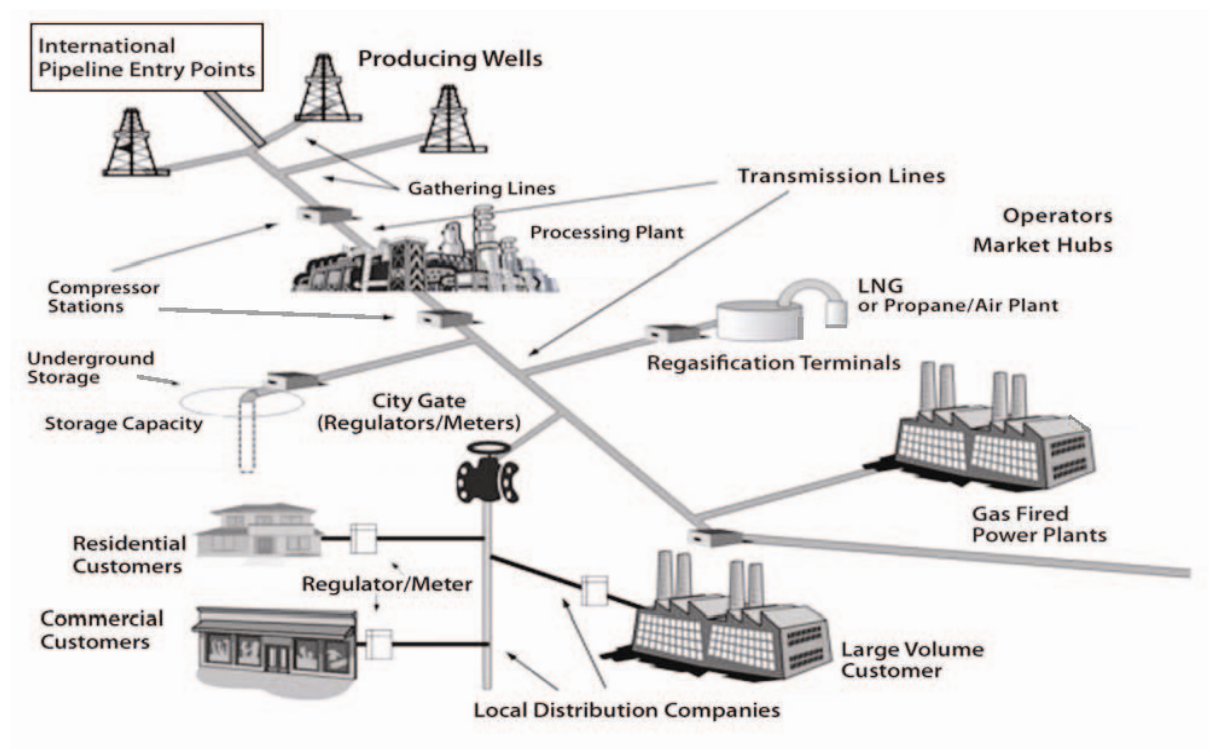 International
Pipeline Entry Points
Producing Wells
Gathering Lines
Transmission Lines
Operators
Market Hubs
Processing Plant
Compressor
Stations
LNG
or Propane/Air Plant
Regasification Terminals
Underground
Storage
Storage Capacity
City Gate
(Regulators/Meters)
Gas Fired
Power Plants
Residential
Customers
Regulator/Meter
Commercial
Customers
Large Volume
Customer
Local Distribution Companies